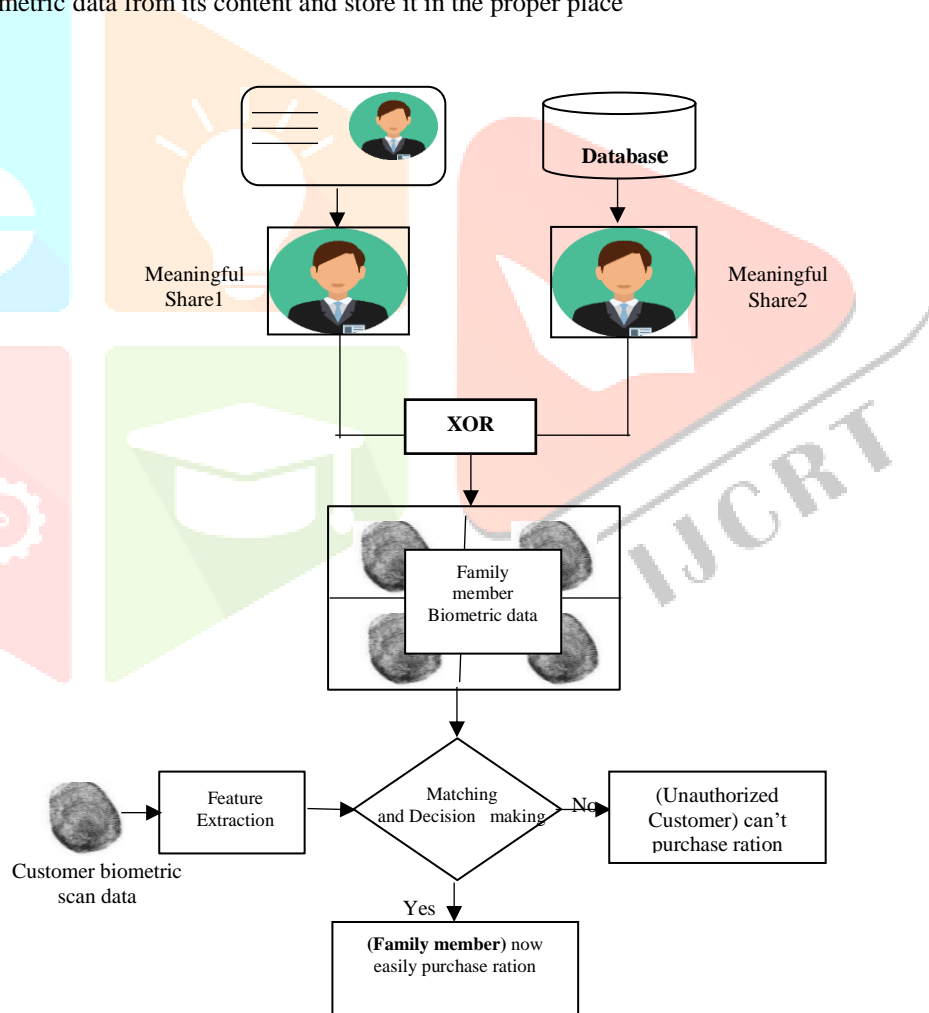 metric data from its content and store it in the proper place
Database
Meaningful
Share1
Meaningful
Share2
XOR
IJCRT
Family
member
Biometric data
Feature
Extraction
Matching
and Decision making
No
(Unauthorized
Customer) can't
purchase ration
Customer biometric
scan data
Yes
(Family member) now
easily purchase ration